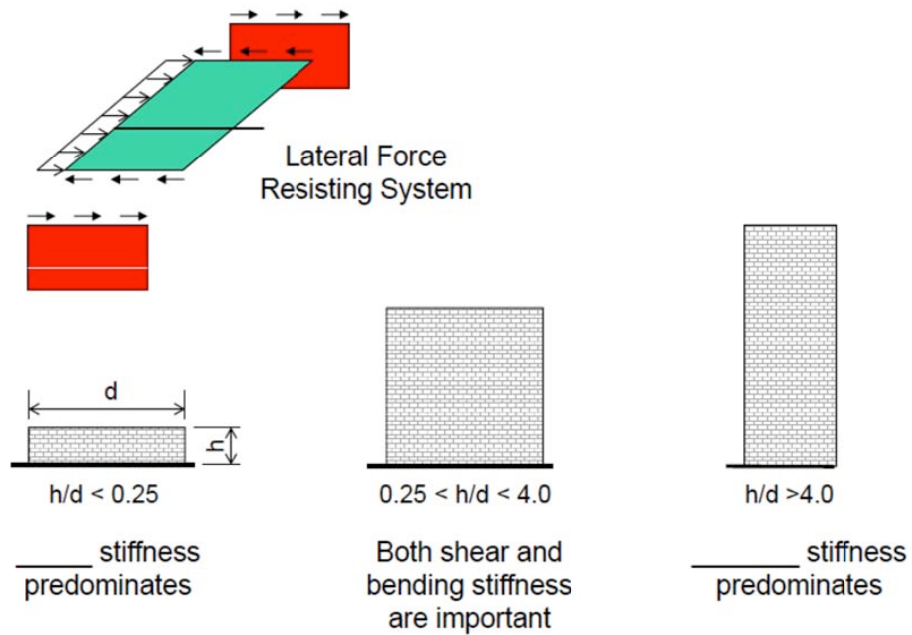 Lateral Force
Resisting System
d
h
h/d < 0.25
0.25 < h/d < 4.0
h/d >4.0
_____ stiffness
predominates
Both shear and
bending stiffness
are important
_______ stiffness
predominates